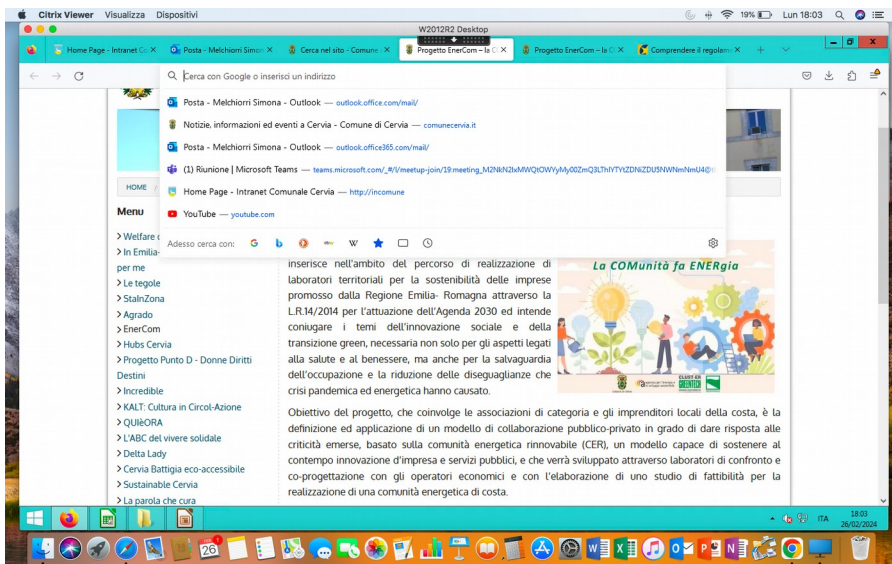 Citrix Viewer Visualizza Dispositivi
19% Lun 18:03
W2012R2 Desktop
Home Page - Intranet Co
Posta - Melchiorri Simon
Cerca nel sito - Comune
Progetto EnerCom – la C
Progetto EnerCom – la C
Comprendere il regolame
Cerca con Google o inserisci un indirizzo
Posta - Melchiorri Simona - Outlook — outlook.office.com/mail/
Notizie, informazioni ed eventi a Cervia - Comune di Cervia — comunecervia.it
Posta - Melchiorri Simona - Outlook — outlook.office365.com/mail/
(1) Riunione | Microsoft Teams —
Home Page - Intranet Comunale Cervia — http://incomune
YouTube — youtube.com
Adesso cerca con:
HOME
Menu
Welfare
In Emilia-
per me
Le tegole
StaInZona
Agrado
EnerCom
Hubs Cervia
Progetto Punto D - Donne Diritti
Destini
Incredible
KALT: Cultura in Circol-Azione
QUIèORA
L'ABC del vivere solidale
Delta Lady
Cervia Battigia eco-accessibile
Sustainable Cervia
La parola che cura
inserisce nell'ambito del percorso di realizzazione di
laboratori territoriali per la sostenibilità delle imprese
promosso dalla Regione Emilia- Romagna attraverso la
L.R.14/2014 per l'attuazione dell'Agenda 2030 ed intende
coniugare i temi dell'innovazione sociale e della
transizione green, necessaria non solo per gli aspetti legati
alla salute e al benessere, ma anche per la salvaguardia
dell'occupazione e la riduzione delle diseguaglianze che
crisi pandemica ed energetica hanno causato.
La COMunità fa ENERgia
CLUST-ER
GREENTECH
Obiettivo del progetto, che coinvolge le associazioni di categoria e gli imprenditori locali della costa, è la
definizione ed applicazione di un modello di collaborazione pubblico-privato in grado di dare risposta alle
criticità emerse, basato sulla comunità energetica rinnovabile (CER), un modello capace di sostenere al
contempo innovazione d'impresa e servizi pubblici, e che verrà sviluppato attraverso laboratori di confronto e
co-progettazione con gli operatori economici e con l'elaborazione di uno studio di fattibilità per la
realizzazione di una comunità energetica di costa.
ITA
18:03
26/02/2024
26